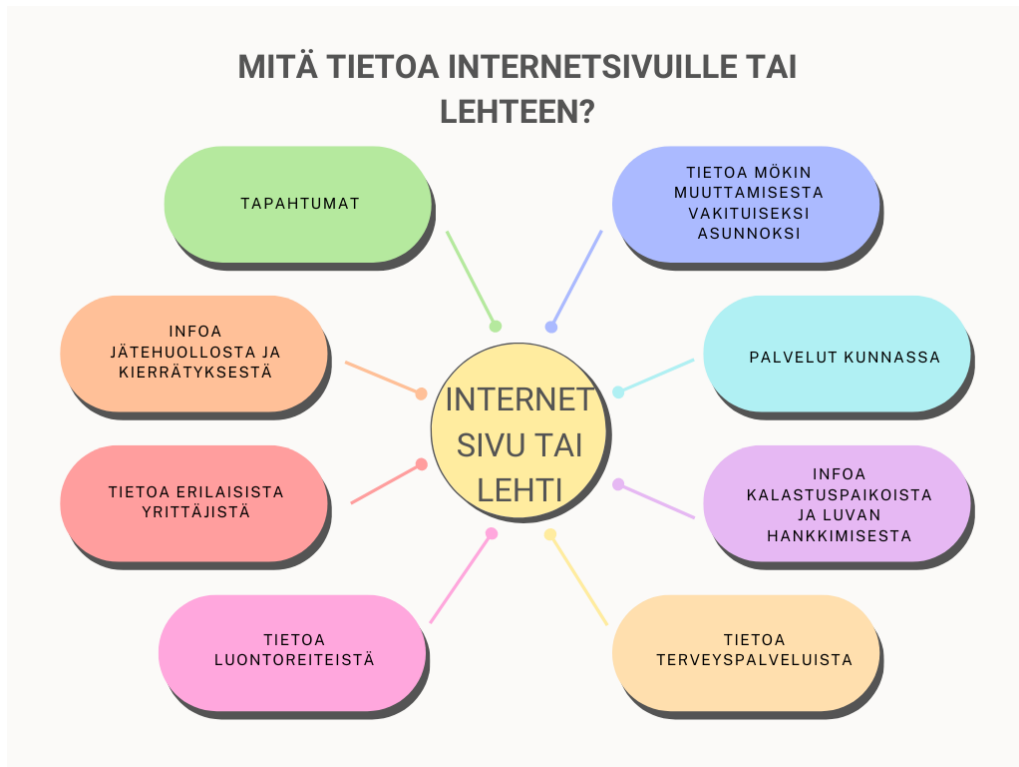 MITÄ TIETOA INTERNETSIVUILLE TAI
LEHTEEN?
TAPAHTUMAT
TIETOA MÖKIN
MUUTTAMISESTA
VAKITUISEKSI
ASUNNOKSI
INFOA
JÄTEHUOLLOSTA JA
KIERRÄTYKSESTÄ
PALVELUT KUNNASSA
INTERNET
SIVU TAI
LEHTI
TIETOA ERILAISISTA
YRITTÄJISTÄ
INFOA
KALASTUSPAIKOISTA
JA LUVAN
HANKKIMISESTA
TIETOA
LUONTOREITEISTÄ
TIETOA
TERVEYSPALVELUISTA